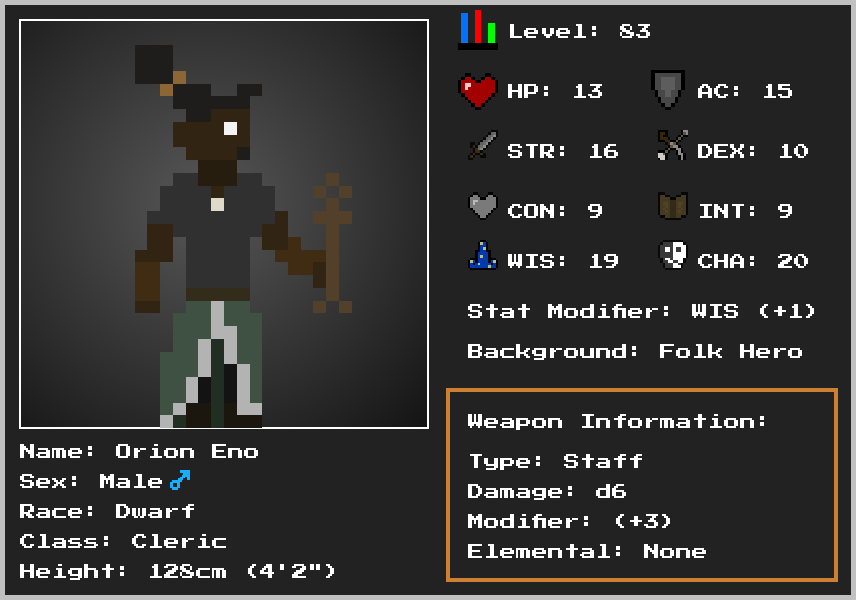 Level: 83
HP: 13 AC: 15
STR: 16 DEX: 10
CON: 9 INT: 9
WIS: 19 CHA: 20
Stat Modifier: WIS (+1)
Background: Folk Hero
Weapon Information:
Type: Staff
Damage: d6
Modifier: (+3)
Elemental: None
Name: Orion Eno
Sex: Male♂
Race: Dwarf
Class: Cleric
Height: 128cm (4'2")